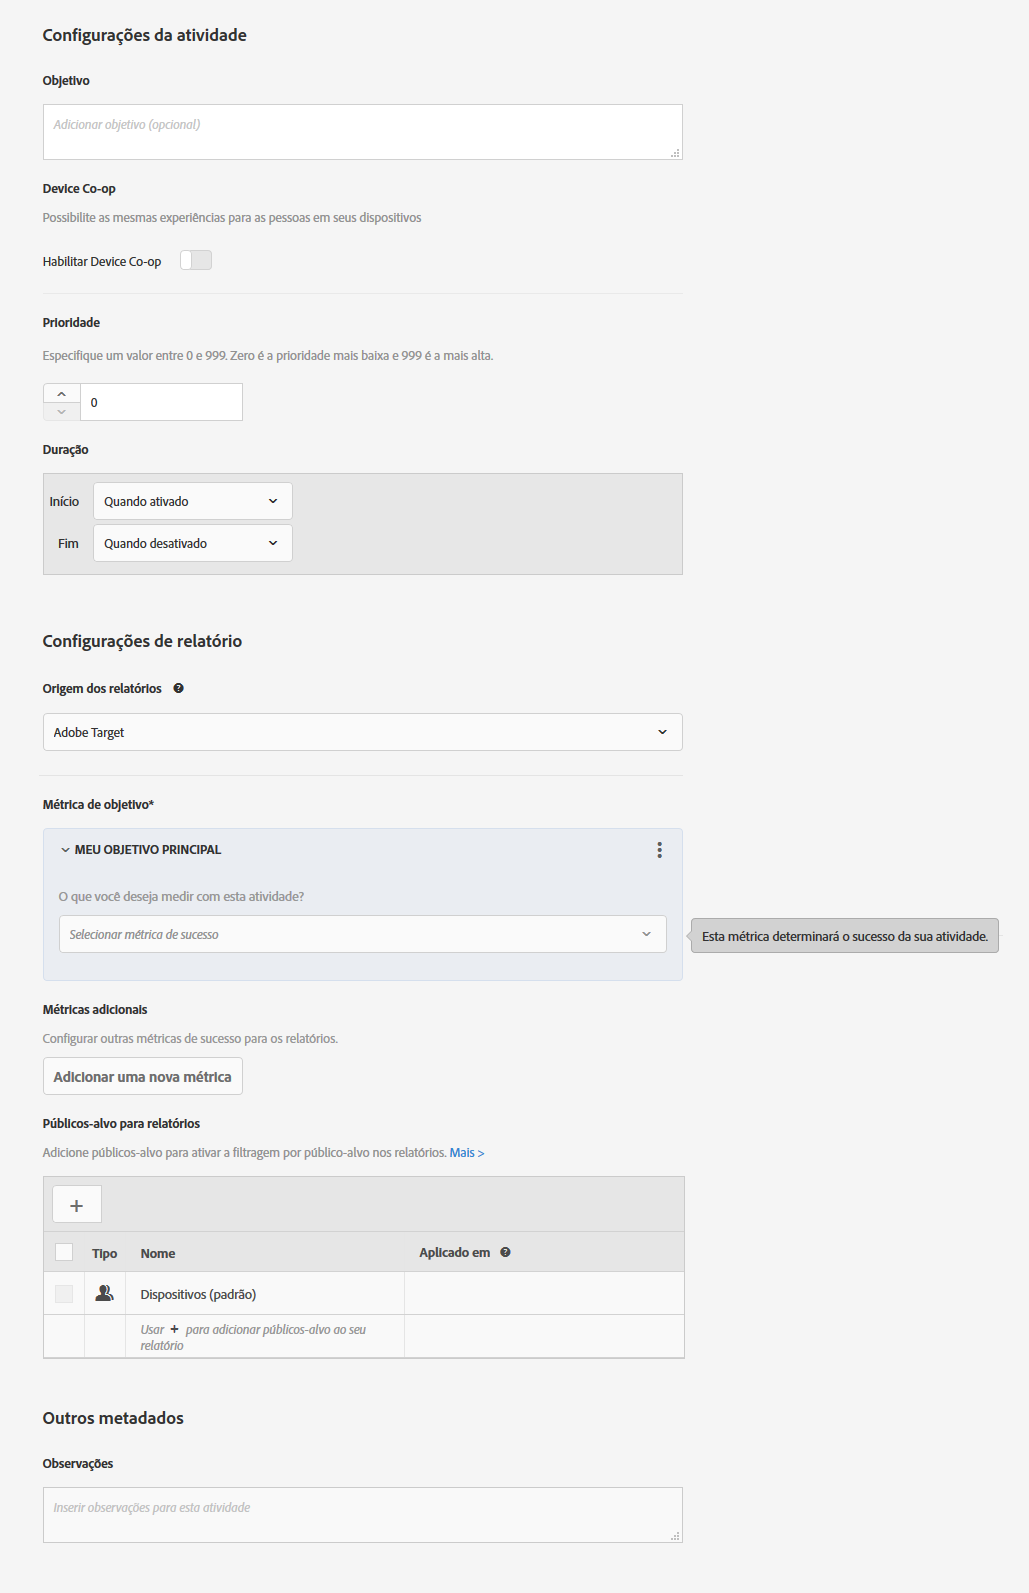 Configurações da atividade
Objetivo
Adicionar objetivo (opcional)
Device Co-op
Possibilite as mesmas experiências para as pessoas em seus dispositivos
Habilitar Device Co-op
Prioridade
Especifique um valor entre 0 e 999. Zero é a prioridade mais baixa e 999 é a mais alta.
0
Duração
Início Quando ativado
Fim Quando desativado
Configurações de relatório
Origem dos relatórios ?
Adobe Target
Métrica de objetivo*
MEU OBJETIVO PRINCIPAL
O que você deseja medir com esta atividade?
Selecionar métrica de sucesso
Esta métrica determinará o sucesso da sua atividade.
Métricas adicionais
Configurar outras métricas de sucesso para os relatórios.
Adicionar uma nova métrica
Públicos-alvo para relatórios
Adicione públicos-alvo para ativar a filtragem por público-alvo nos relatórios. Mais >
+
Tipo Nome Aplicado em ?
Dispositivos (padrão)
Usar + para adicionar públicos-alvo ao seu
relatório
Outros metadados
Observações
Inserir observações para esta atividade